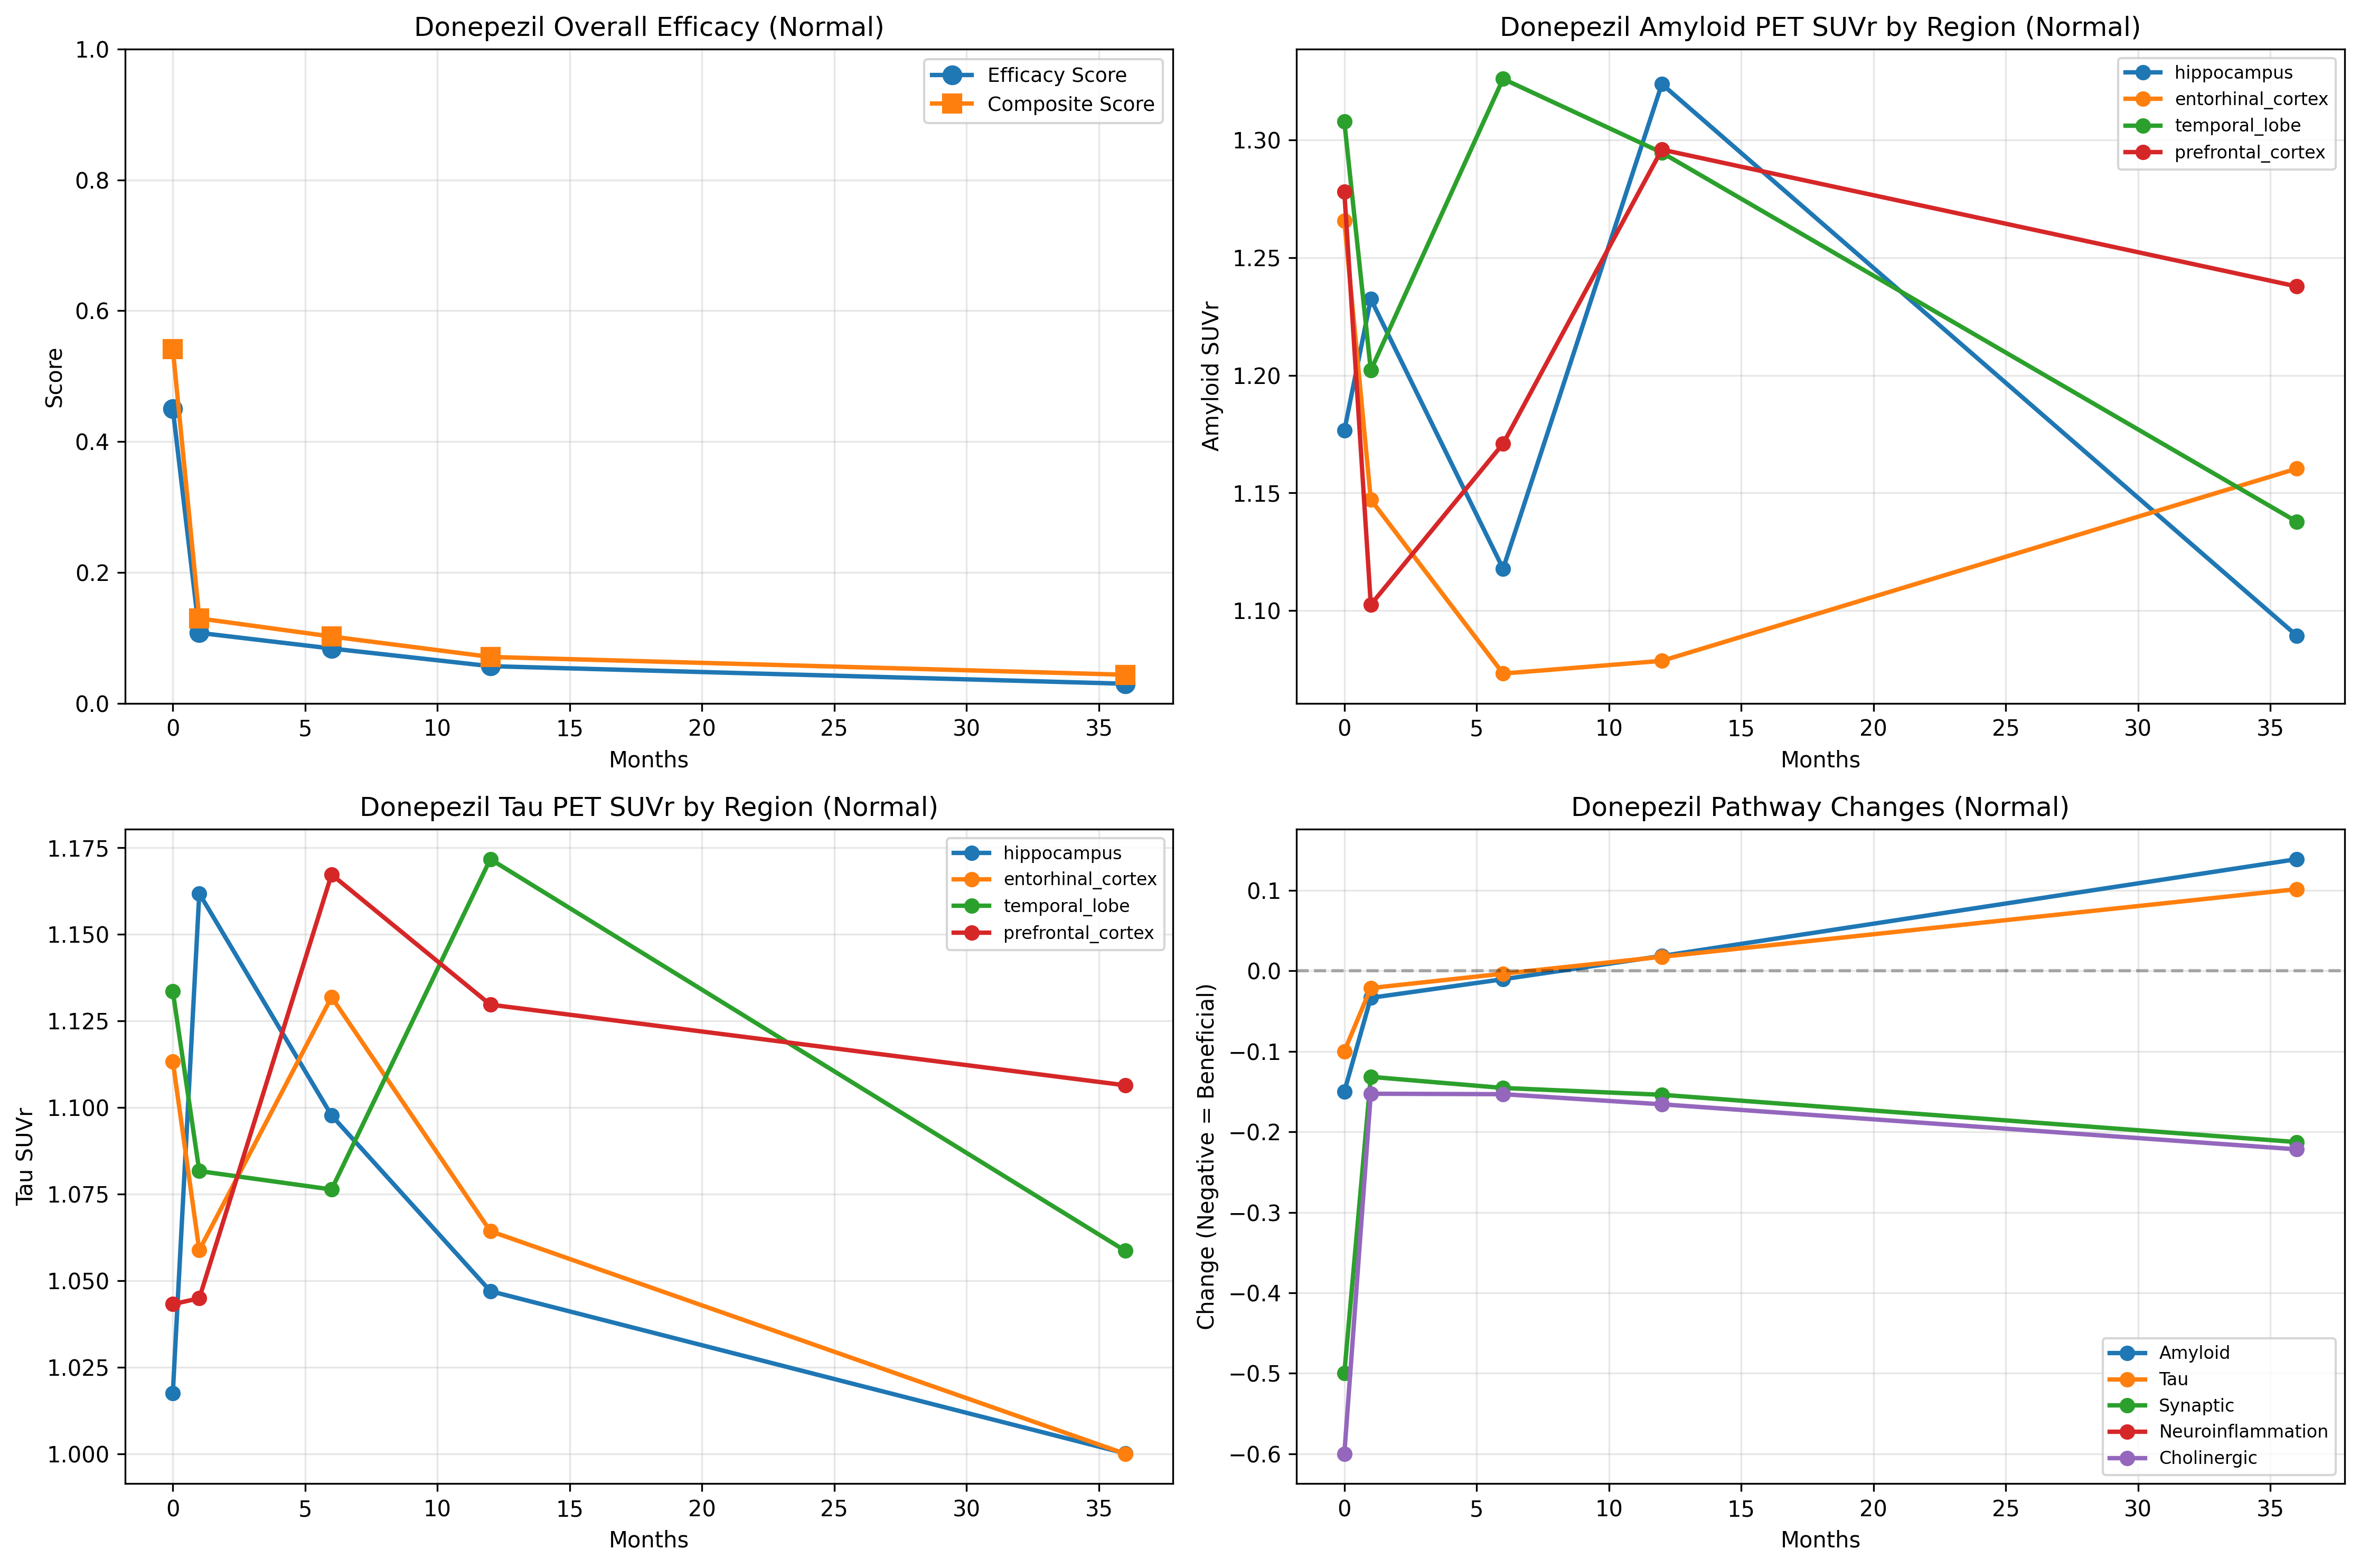 Donepezil Overall Efficacy (Normal)
Score
1.0
0.8
0.6
0.4
0.2
0.0
0 5 10 15 20 25 30 35
Months
Efficacy Score
Composite Score
Donepezil Amyloid PET SUVr by Region (Normal)
Amyloid SUVr
1.30
1.25
1.20
1.15
1.10
0 5 10 15 20 25 30 35
Months
hippocampus
entorhinal_cortex
temporal_lobe
prefrontal_cortex
Donepezil Tau PET SUVr by Region (Normal)
Tau SUVr
1.175
1.150
1.125
1.100
1.075
1.050
1.025
1.000
0 5 10 15 20 25 30 35
Months
hippocampus
entorhinal_cortex
temporal_lobe
prefrontal_cortex
Donepezil Pathway Changes (Normal)
Change (Negative = Beneficial)
0.1
0.0
−0.1
−0.2
−0.3
−0.4
−0.5
−0.6
0 5 10 15 20 25 30 35
Months
Amyloid
Tau
Synaptic
Neuroinflammation
Cholinergic